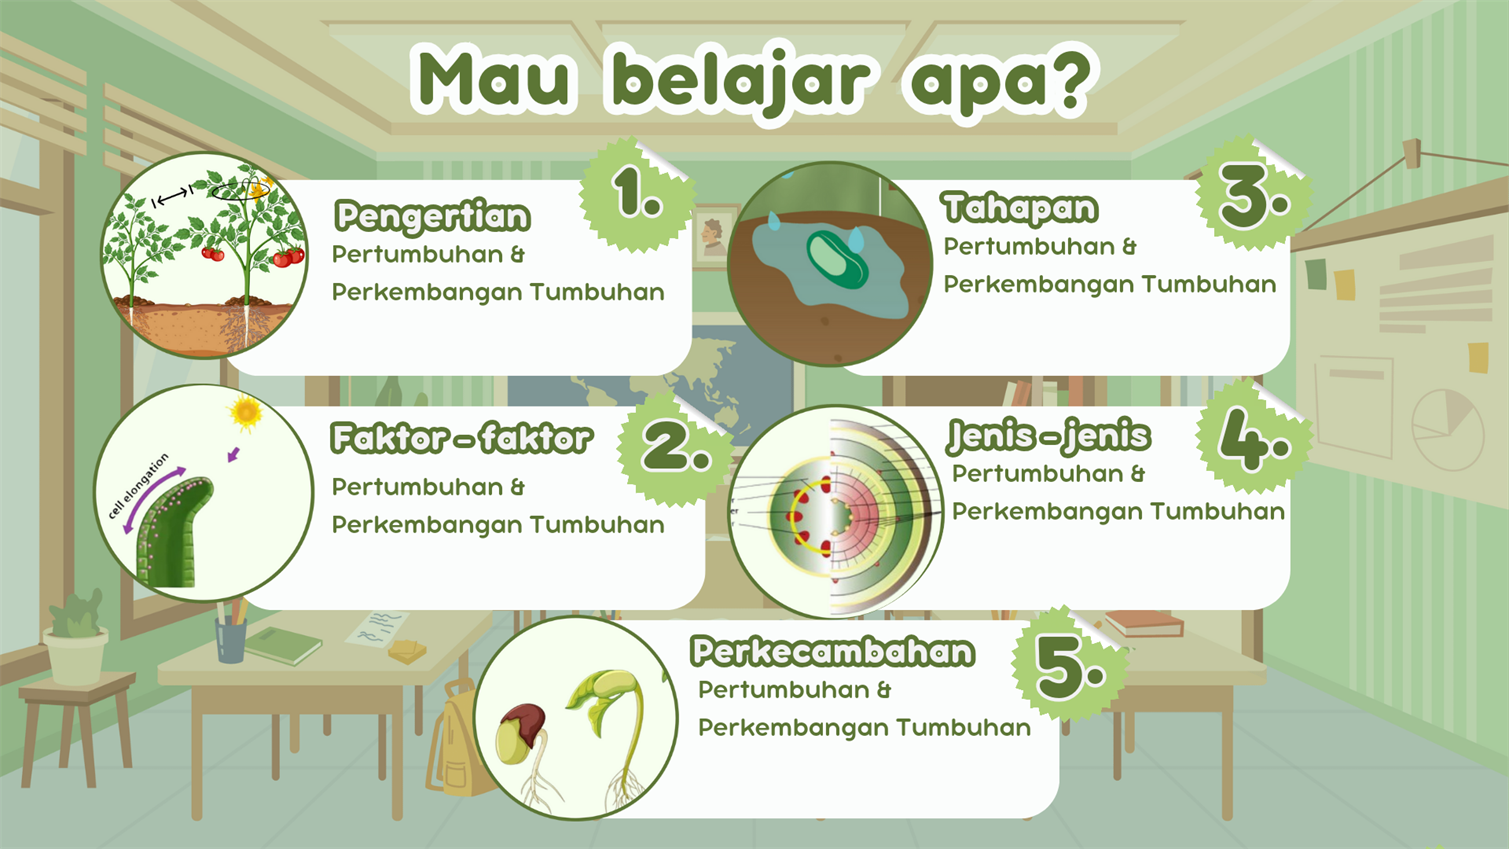 Mau belajar apa?
1.
Pengertian
Pertumbuhan &
Perkembangan Tumbuhan
2.
Faktor - faktor
Pertumbuhan &
Perkembangan Tumbuhan
cell elongation
3.
Tahapan
Pertumbuhan &
Perkembangan Tumbuhan
4.
Jenis - jenis
Pertumbuhan &
Perkembangan Tumbuhan
5.
Perkecambahan
Pertumbuhan &
Perkembangan Tumbuhan